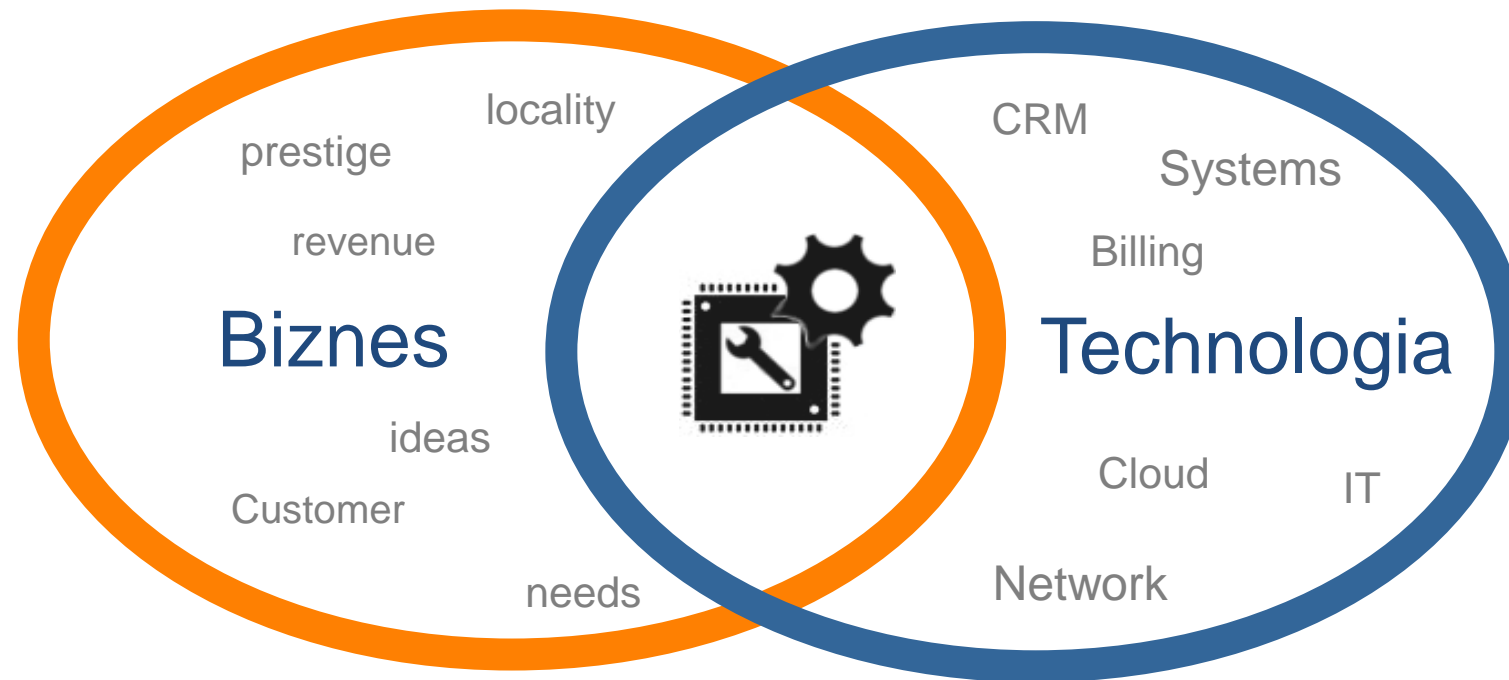 locality
prestige
revenue
Biznes
ideas
Customer
needs
CRM
Systems
Billing
Technologia
Cloud
IT
Network